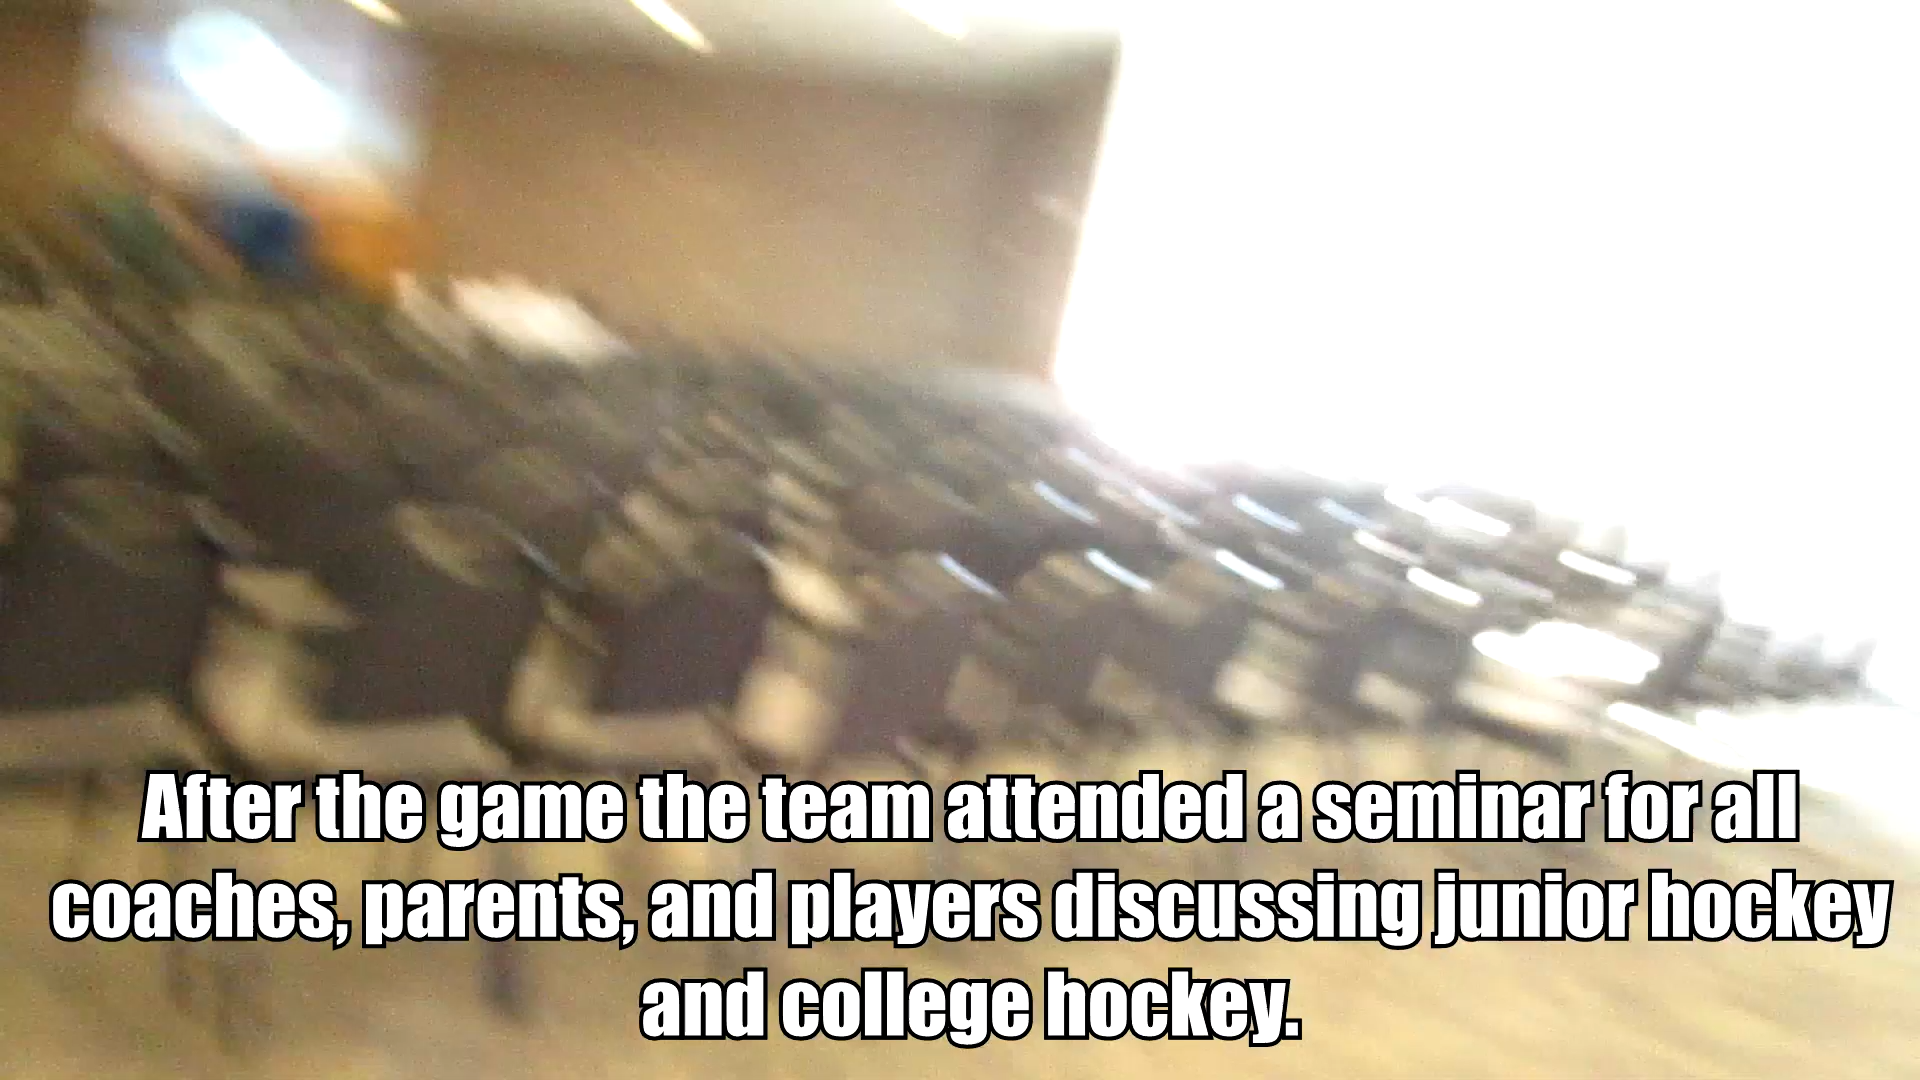 After the game the team attended a seminar for all
coaches, parents, and players discussing junior hockey
and college hockey.